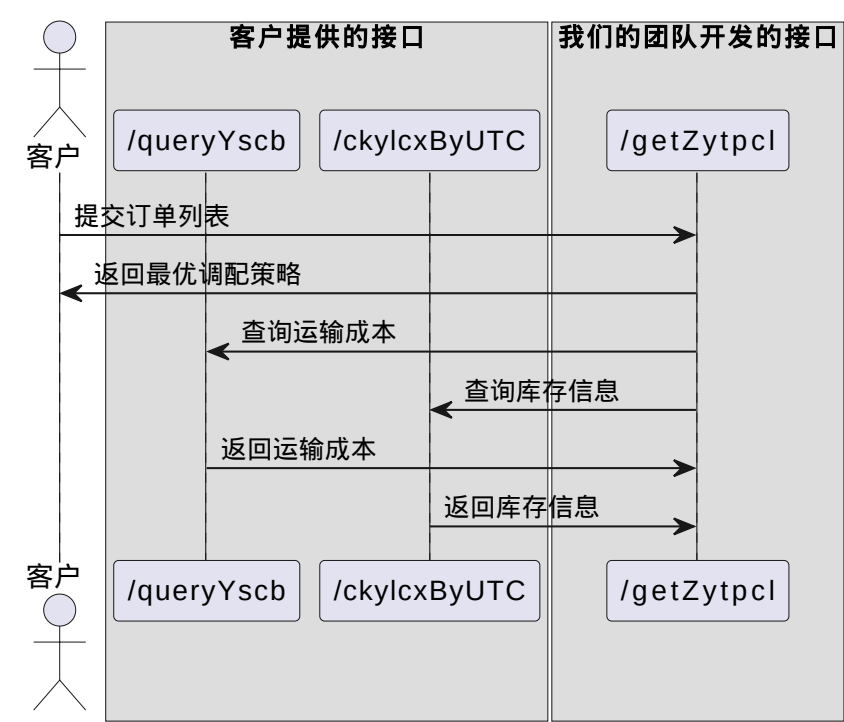 客户提供的接口
我们的团队开发的接口
客户
/queryYscb
/ckylcxByUTC
/getZytpcl
提交订单列表
返回最优调配策略
查询运输成本
查询库存信息
返回运输成本
返回库存信息
客户
/queryYscb
/ckylcxByUTC
/getZytpcl